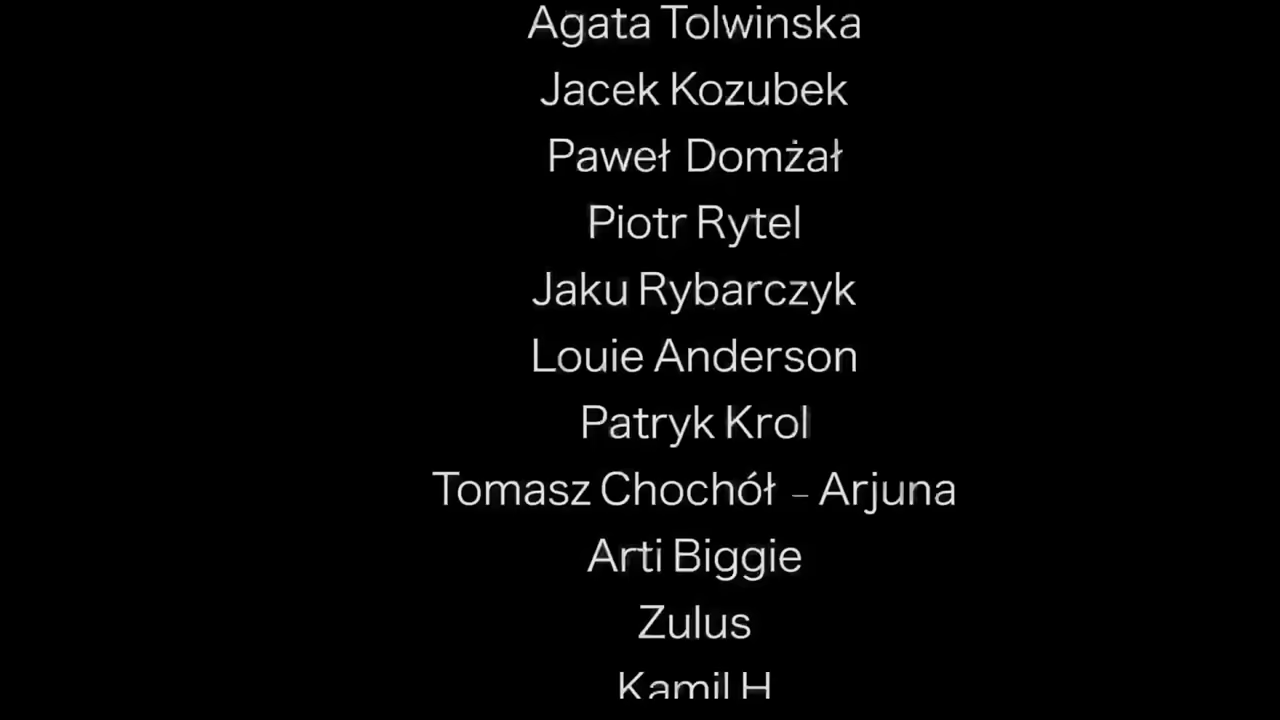 Agata Tolwinska
Jacek Kozubek
Paweł Domżał
Piotr Rytel
Jaku Rybarczyk
Louie Anderson
Patryk Krol
Tomasz Chochół – Arjuna
Arti Biggie
Zulus
Kamil H